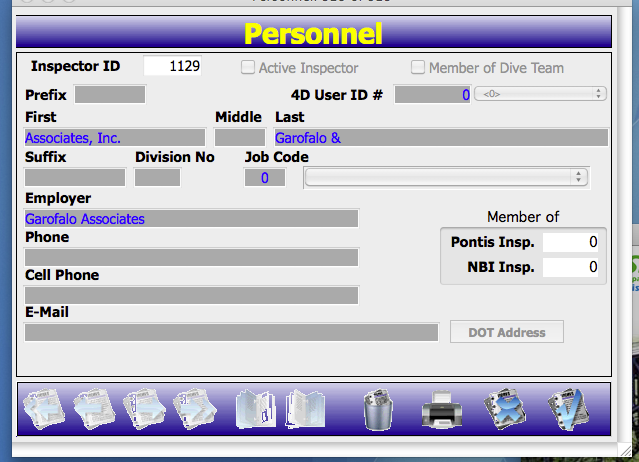 Personnel
Inspector ID 1129 Active Inspector Member of Dive Team
Prefix 4D User ID # 0 <0>
First Middle Last
Associates, Inc. Garofalo &
Suffix Division No Job Code
0
Employer
Garofalo Associates
Member of
Phone
Pontis Insp. 0
NBI Insp. 0
Cell Phone
E-Mail
DOT Address